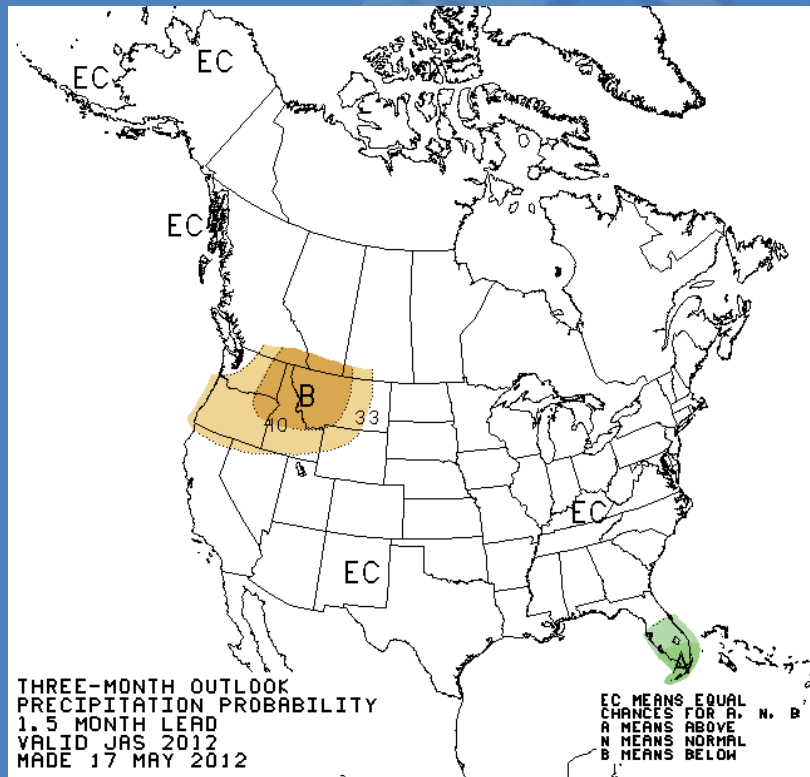 EC
EC
EC
B
40
33
EC
EC
A
THREE-MONTH OUTLOOK
PRECIPITATION PROBABILITY
1.5 MONTH LEAD
VALID JAS 2012
MADE 17 MAY 2012
EC MEANS EQUAL
CHANCES FOR A, N, B
A MEANS ABOVE
N MEANS NORMAL
B MEANS BELOW